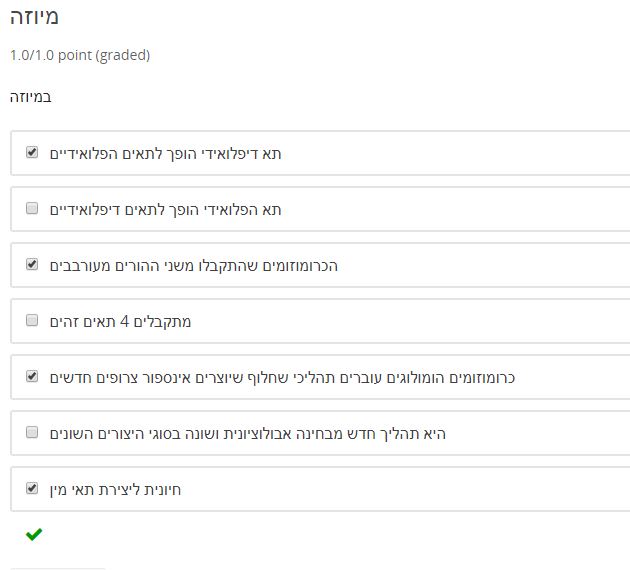 מיוזה
1.0/1.0 point (graded)
במיוזה
תא דיפלואידי הופך לתאים הפלואידיים
תא הפלואידי הופך לתאים דיפלואידיים
הכרומוזומים שהתקבלו משני ההורים מעורבבים
מתקבלים 4 תאים זהים
כרומוזומים הומולוגים עוברים תהליכי שחלוף שיוצרים אינספור צרופים חדשים
היא תהליך חדש מבחינה אבולוציונית ושונה בסוגי היצורים השונים
חיונית ליצירת תאי מין